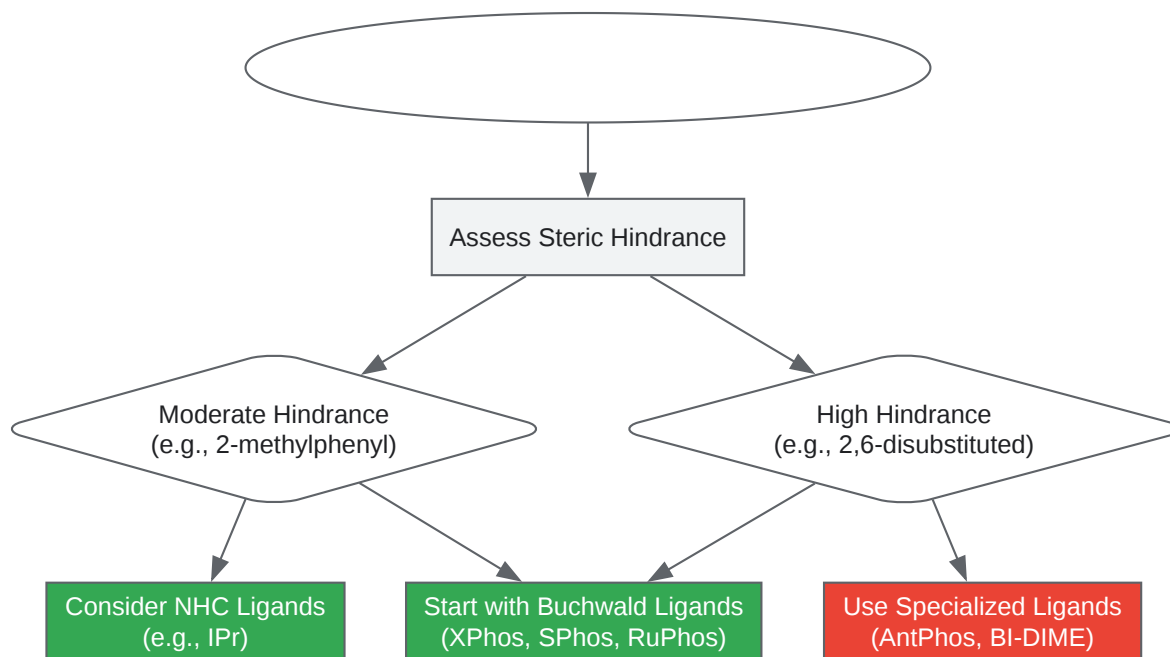 Assess Steric Hindrance
Moderate Hindrance
(e.g., 2-methylphenyl)
High Hindrance
(e.g., 2,6-disubstituted)
Consider NHC Ligands
(e.g., IPr)
Start with Buchwald Ligands
(XPhos, SPhos, RuPhos)
Use Specialized Ligands
(AntPhos, BI-DIME)